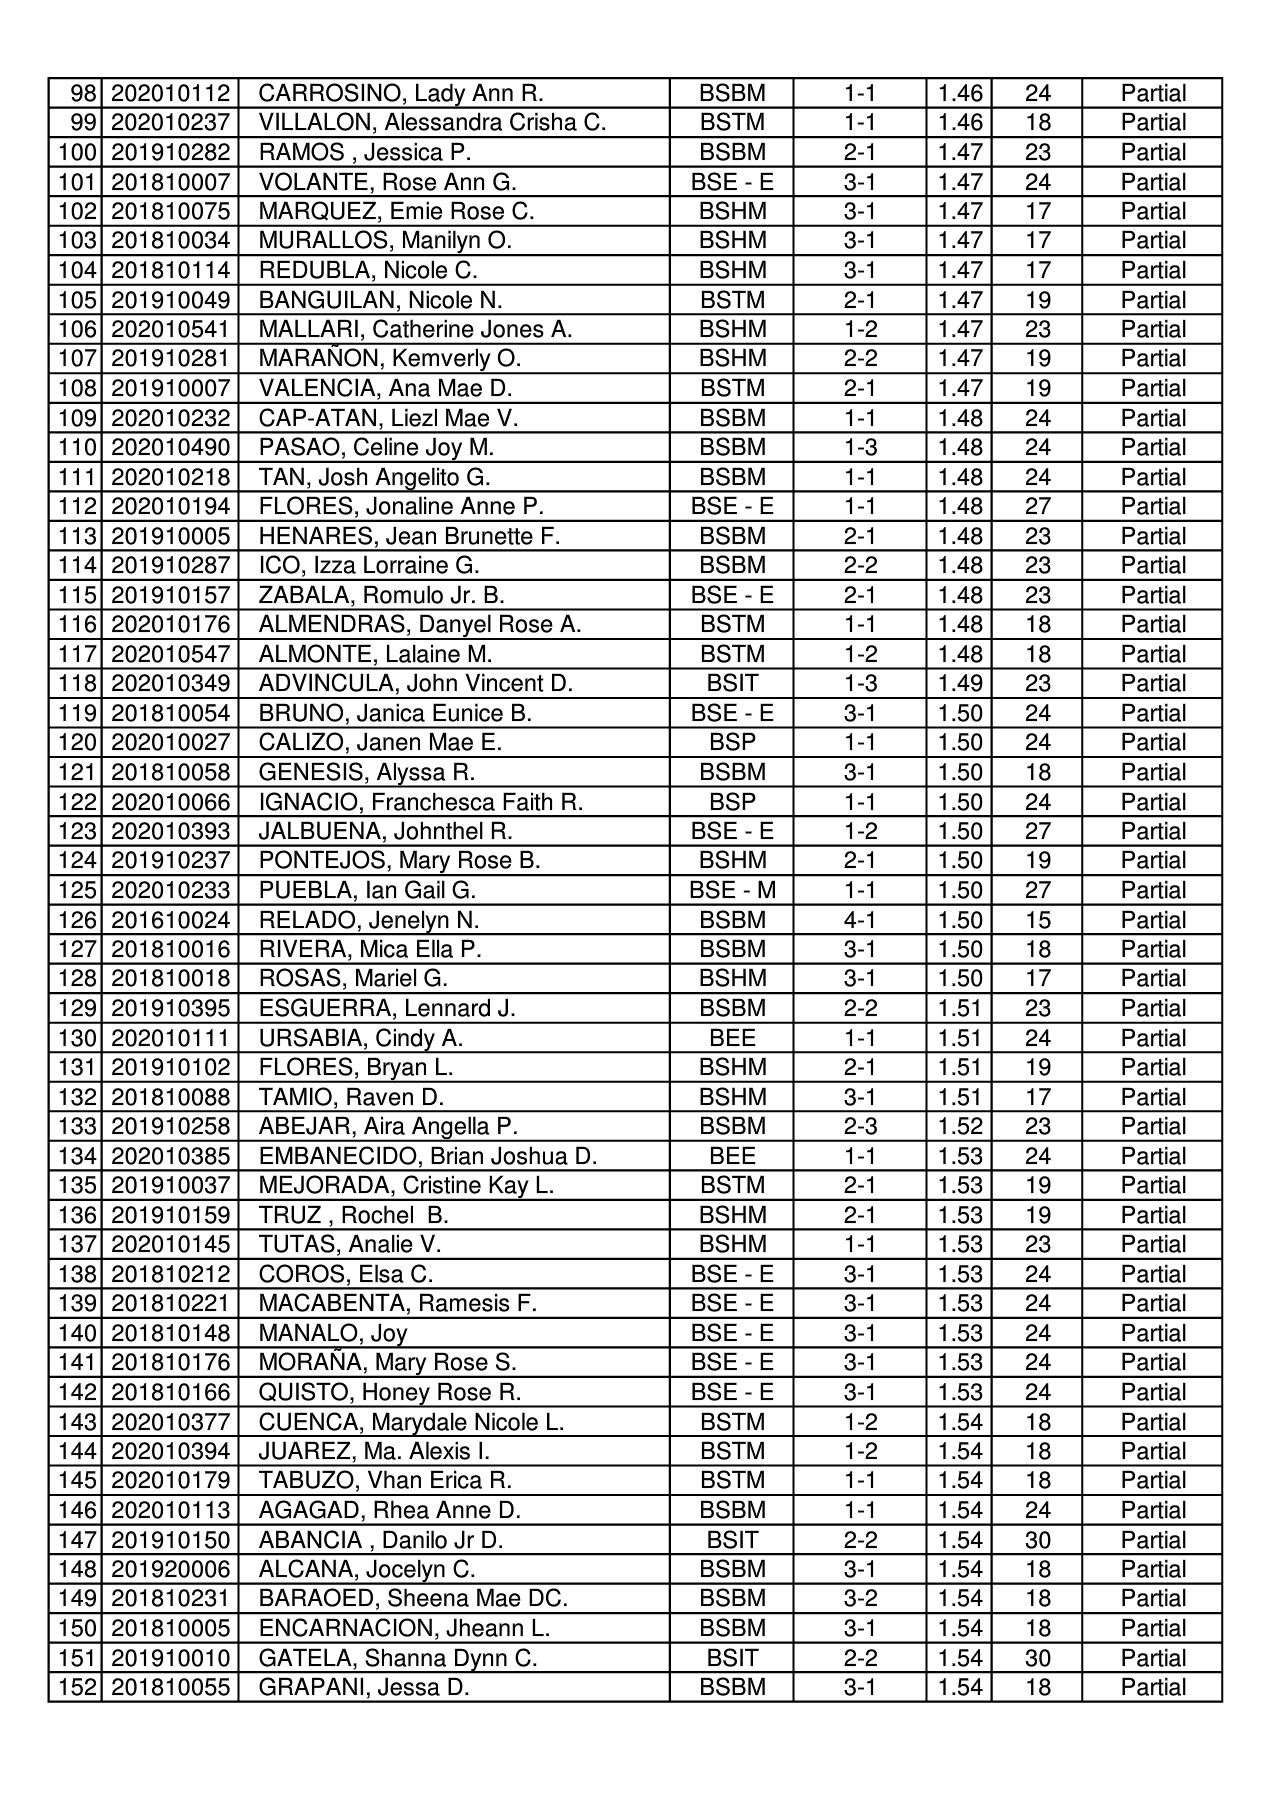 98 202010112 CARROSINO, Lady Ann R. BSBM 1-1 1.46 24 Partial
99 202010237 VILLALON, Alessandra Crisha C. BSTM 1-1 1.46 18 Partial
100 201910282 RAMOS , Jessica P. BSBM 2-1 1.47 23 Partial
101 201810007 VOLANTE, Rose Ann G. BSE - E 3-1 1.47 24 Partial
102 201810075 MARQUEZ, Emie Rose C. BSHM 3-1 1.47 17 Partial
103 201810034 MURALLOS, Manilyn O. BSHM 3-1 1.47 17 Partial
104 201810114 REDUBLA, Nicole C. BSHM 3-1 1.47 17 Partial
105 201910049 BANGUILAN, Nicole N. BSTM 2-1 1.47 19 Partial
106 202010541 MALLARI, Catherine Jones A. BSHM 1-2 1.47 23 Partial
107 201910281 MARAÑON, Kemverly O. BSHM 2-2 1.47 19 Partial
108 201910007 VALENCIA, Ana Mae D. BSTM 2-1 1.47 19 Partial
109 202010232 CAP-ATAN, Liezl Mae V. BSBM 1-1 1.48 24 Partial
110 202010490 PASAO, Celine Joy M. BSBM 1-3 1.48 24 Partial
111 202010218 TAN, Josh Angelito G. BSBM 1-1 1.48 24 Partial
112 202010194 FLORES, Jonaline Anne P. BSE - E 1-1 1.48 27 Partial
113 201910005 HENARES, Jean Brunette F. BSBM 2-1 1.48 23 Partial
114 201910287 ICO, Izza Lorraine G. BSBM 2-2 1.48 23 Partial
115 201910157 ZABALA, Romulo Jr. B. BSE - E 2-1 1.48 23 Partial
116 202010176 ALMENDRAS, Danyel Rose A. BSTM 1-1 1.48 18 Partial
117 202010547 ALMONTE, Lalaine M. BSTM 1-2 1.48 18 Partial
118 202010349 ADVINCULA, John Vincent D. BSIT 1-3 1.49 23 Partial
119 201810054 BRUNO, Janica Eunice B. BSE - E 3-1 1.50 24 Partial
120 202010027 CALIZO, Janen Mae E. BSP 1-1 1.50 24 Partial
121 201810058 GENESIS, Alyssa R. BSBM 3-1 1.50 18 Partial
122 202010066 IGNACIO, Franchesca Faith R. BSP 1-1 1.50 24 Partial
123 202010393 JALBUENA, Johnthel R. BSE - E 1-2 1.50 27 Partial
124 201910237 PONTEJOS, Mary Rose B. BSHM 2-1 1.50 19 Partial
125 202010233 PUEBLA, Ian Gail G. BSE - M 1-1 1.50 27 Partial
126 201610024 RELADO, Jenelyn N. BSBM 4-1 1.50 15 Partial
127 201810016 RIVERA, Mica Ella P. BSBM 3-1 1.50 18 Partial
128 201810018 ROSAS, Mariel G. BSHM 3-1 1.50 17 Partial
129 201910395 ESGUERRA, Lennard J. BSBM 2-2 1.51 23 Partial
130 202010111 URSABIA, Cindy A. BEE 1-1 1.51 24 Partial
131 201910102 FLORES, Bryan L. BSHM 2-1 1.51 19 Partial
132 201810088 TAMIO, Raven D. BSHM 3-1 1.51 17 Partial
133 201910258 ABEJAR, Aira Angella P. BSBM 2-3 1.52 23 Partial
134 202010385 EMBANECIDO, Brian Joshua D. BEE 1-1 1.53 24 Partial
135 201910037 MEJORADA, Cristine Kay L. BSTM 2-1 1.53 19 Partial
136 201910159 TRUZ , Rochel  B. BSHM 2-1 1.53 19 Partial
137 202010145 TUTAS, Analie V. BSHM 1-1 1.53 23 Partial
138 201810212 COROS, Elsa C. BSE - E 3-1 1.53 24 Partial
139 201810221 MACABENTA, Ramesis F. BSE - E 3-1 1.53 24 Partial
140 201810148 MANALO, Joy BSE - E 3-1 1.53 24 Partial
141 201810176 MORAÑA, Mary Rose S. BSE - E 3-1 1.53 24 Partial
142 201810166 QUISTO, Honey Rose R. BSE - E 3-1 1.53 24 Partial
143 202010377 CUENCA, Marydale Nicole L. BSTM 1-2 1.54 18 Partial
144 202010394 JUAREZ, Ma. Alexis I. BSTM 1-2 1.54 18 Partial
145 202010179 TABUZO, Vhan Erica R. BSTM 1-1 1.54 18 Partial
146 202010113 AGAGAD, Rhea Anne D. BSBM 1-1 1.54 24 Partial
147 201910150 ABANCIA , Danilo Jr D. BSIT 2-2 1.54 30 Partial
148 201920006 ALCANA, Jocelyn C. BSBM 3-1 1.54 18 Partial
149 201810231 BARAOED, Sheena Mae DC. BSBM 3-2 1.54 18 Partial
150 201810005 ENCARNACION, Jheann L. BSBM 3-1 1.54 18 Partial
151 201910010 GATELA, Shanna Dynn C. BSIT 2-2 1.54 30 Partial
152 201810055 GRAPANI, Jessa D. BSBM 3-1 1.54 18 Partial